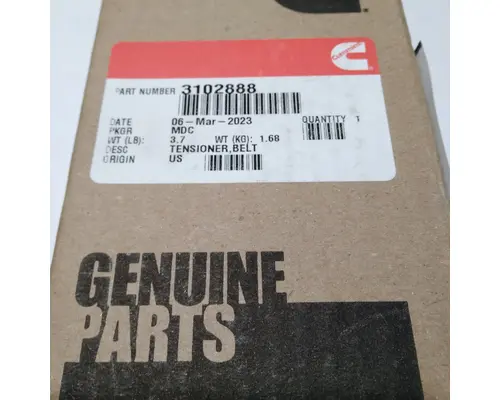 Cummins
PART NUMBER 3102888
DATE 06-Mar-2023 QUANTITY 1
PKGR MDC
WT (LB): 3.7 WT (KG): 1.68
DESC TENSIONER,BELT
ORIGIN US
GENUINE
PARTS